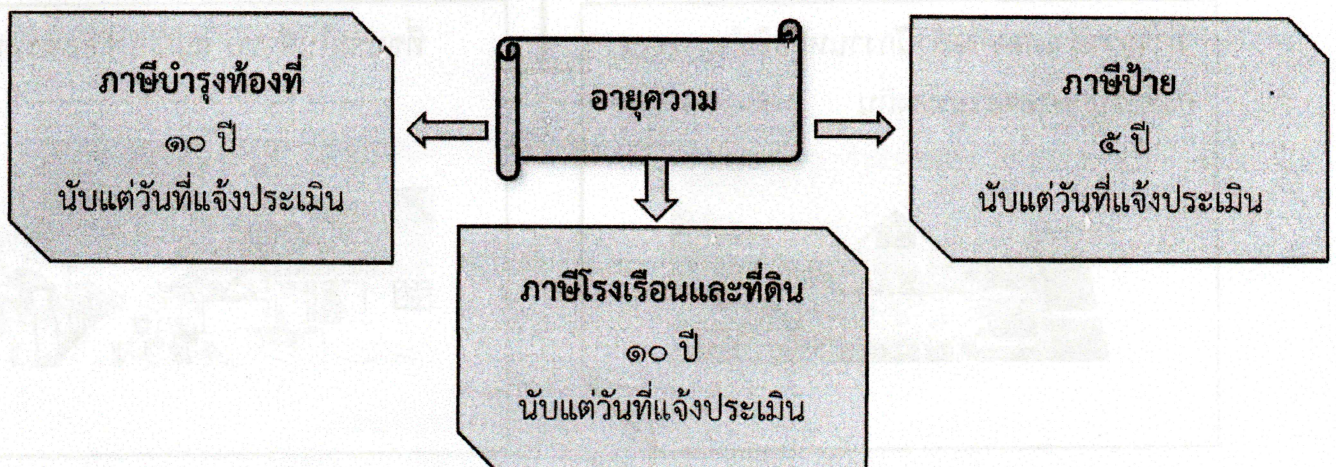 อายุความ
ภาษีบำรุงท้องที่
๑๐ ปี
นับแต่วันที่แจ้งประเมิน
ภาษีโรงเรือนและที่ดิน
๑๐ ปี
นับแต่วันที่แจ้งประเมิน
ภาษีป้าย
๕ ปี
นับแต่วันที่แจ้งประเมิน